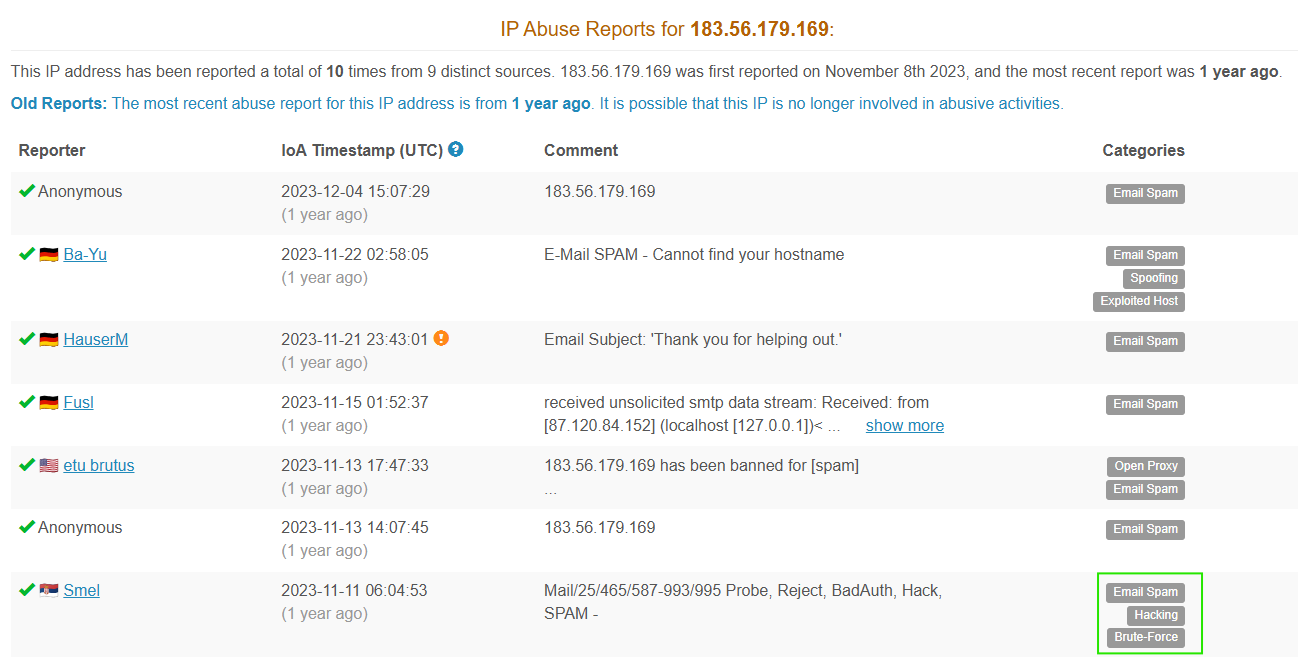 IP Abuse Reports for 183.56.179.169:
This IP address has been reported a total of 10 times from 9 distinct sources. 183.56.179.169 was first reported on November 8th 2023, and the most recent report was 1 year ago.
Old Reports: The most recent abuse report for this IP address is from 1 year ago. It is possible that this IP is no longer involved in abusive activities.
Reporter IoA Timestamp (UTC) ? Comment Categories
Anonymous 2023-12-04 15:07:29 183.56.179.169 Email Spam
(1 year ago)
Ba-Yu 2023-11-22 02:58:05 E-Mail SPAM - Cannot find your hostname Email Spam
(1 year ago) Spoofing
Exploited Host
HauserM 2023-11-21 23:43:01 ! Email Subject: 'Thank you for helping out.' Email Spam
(1 year ago)
Fusl 2023-11-15 01:52:37 received unsolicited smtp data stream: Received: from Email Spam
(1 year ago) [87.120.84.152] (localhost [127.0.0.1])< ... show more
etu brutus 2023-11-13 17:47:33 183.56.179.169 has been banned for [spam] Open Proxy
(1 year ago) ... Email Spam
Anonymous 2023-11-13 14:07:45 183.56.179.169 Email Spam
(1 year ago)
Smel 2023-11-11 06:04:53 Mail/25/465/587-993/995 Probe, Reject, BadAuth, Hack, Email Spam
(1 year ago) SPAM - Hacking
Brute-Force